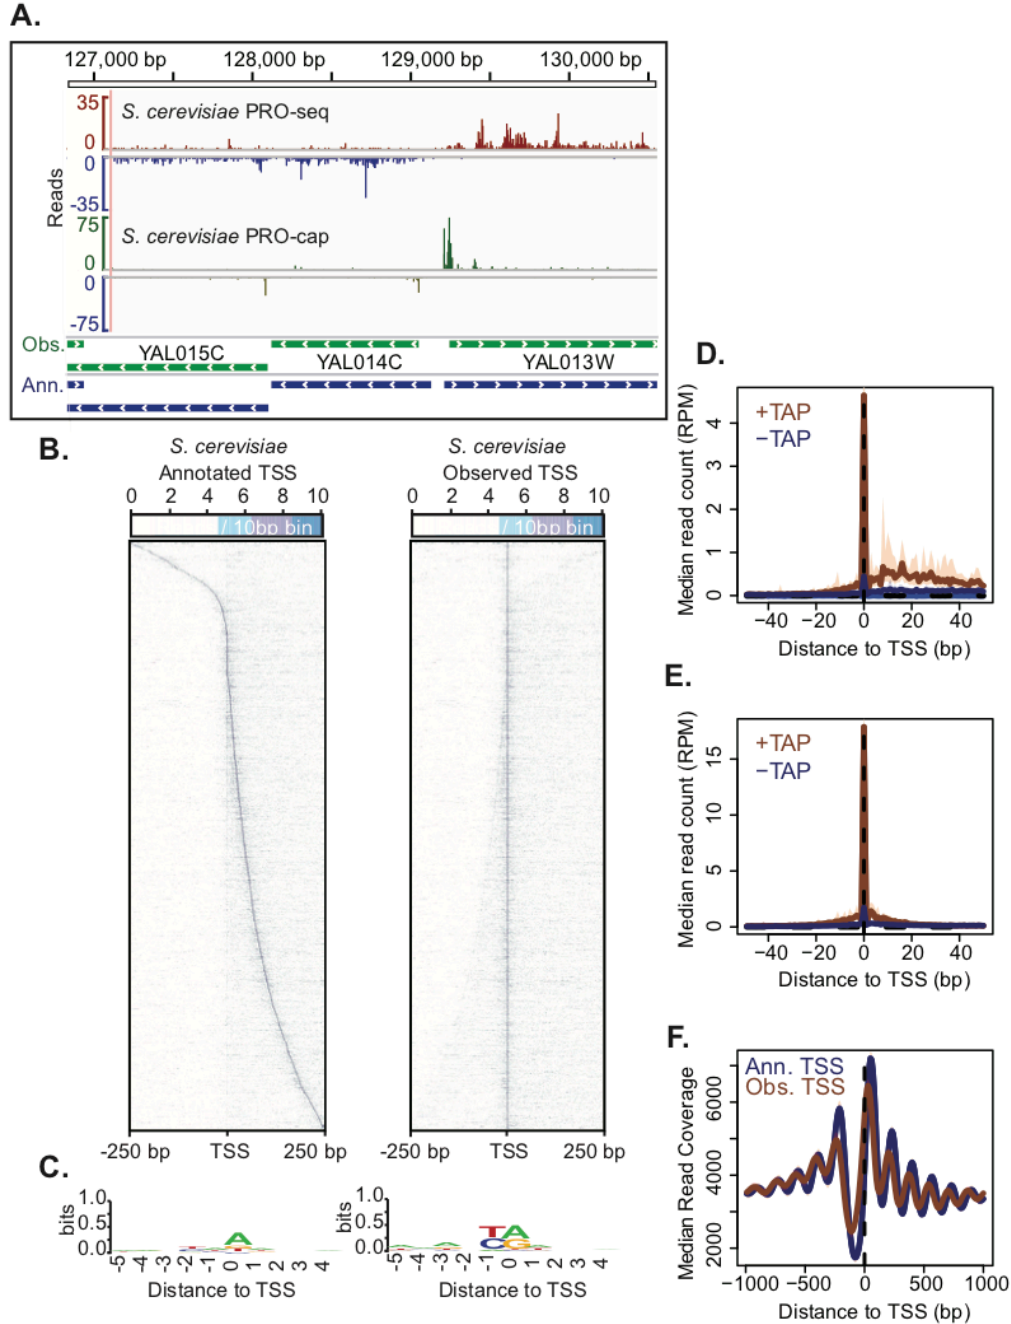 A.
127,000 bp 128,000 bp 129,000 bp 130,000 bp
35
S. cerevisiae PRO-seq
0
0
Reads
-35
75
S. cerevisiae PRO-cap
0
0
-75
Obs.
YAL015C YAL014C YAL013W
Ann.
B.
S. cerevisiae
Annotated TSS
0 2 4 6 8 10
/ 10bp bin
-250 bp TSS 250 bp
S. cerevisiae
Observed TSS
0 2 4 6 8 10
/ 10bp bin
-250 bp TSS 250 bp
C.
1.0
0.5
0.0
bits
A
-5 -4 -3 -2 -1 0 1 2 3 4
Distance to TSS
1.0
0.5
0.0
bits
TA
CG
-5 -4 -3 -2 -1 0 1 2 3 4
Distance to TSS
D.
+TAP
−TAP
Median read count (RPM)
4
3
2
1
0
−40 −20 0 20 40
Distance to TSS (bp)
E.
+TAP
−TAP
Median read count (RPM)
15
10
5
0
−40 −20 0 20 40
Distance to TSS (bp)
F.
Ann. TSS
Obs. TSS
Median Read Coverage
6000
4000
2000
−1000 −500 0 500 1000
Distance to TSS (bp)